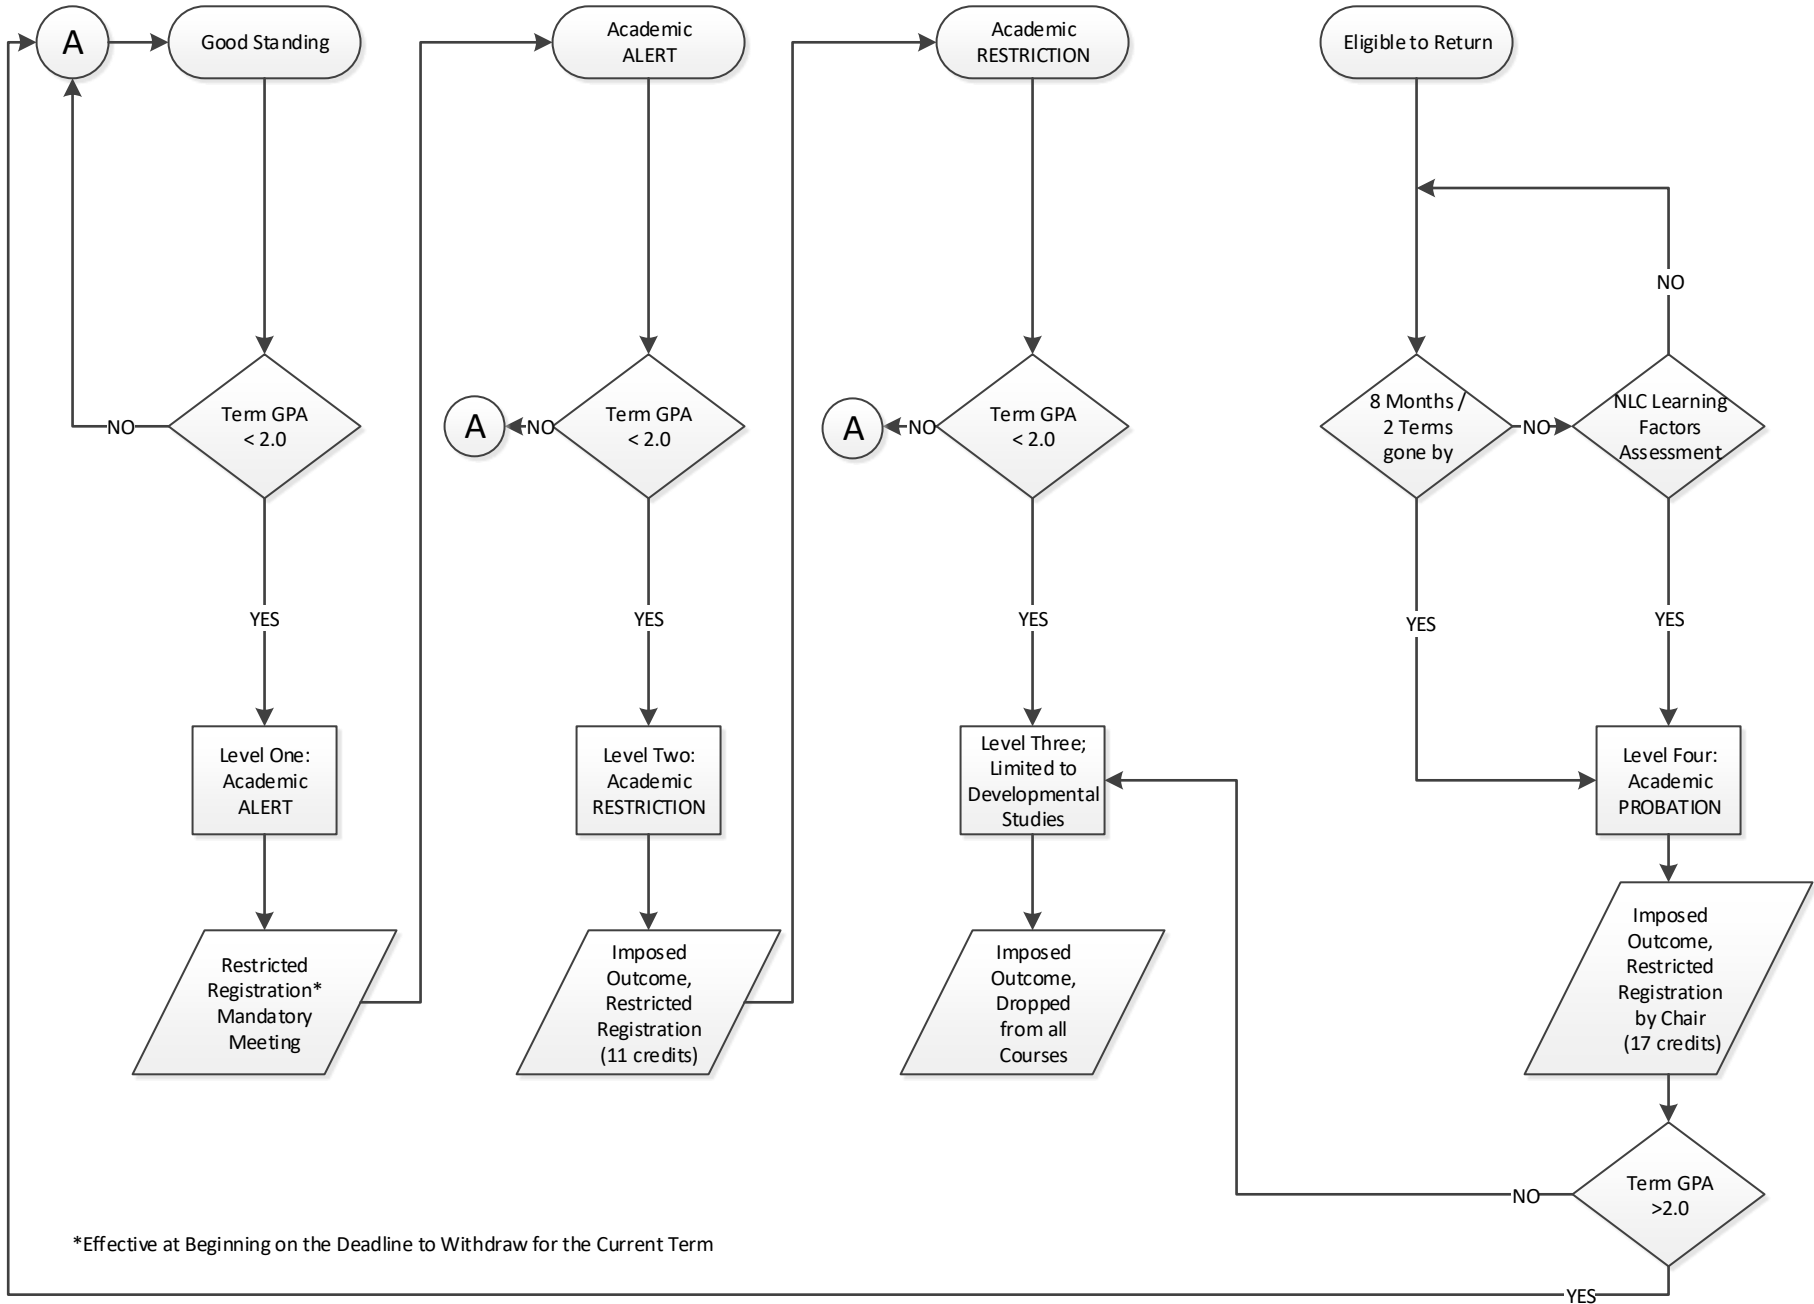 A
Good Standing
Academic
ALERT
Academic
RESTRICTION
Eligible to Return
NO
Term GPA
< 2.0
NO
A
NO
Term GPA
< 2.0
A
NO
Term GPA
< 2.0
8 Months /
2 Terms
gone by
NO
NLC Learning
Factors
Assessment
YES
YES
YES
YES
YES
Level One:
Academic
ALERT
Level Two:
Academic
RESTRICTION
Level Three;
Limited to
Developmental
Studies
Level Four:
Academic
PROBATION
Restricted
Registration*
Mandatory
Meeting
Imposed
Outcome,
Restricted
Registration
(11 credits)
Imposed
Outcome,
Dropped
from all
Courses
Imposed
Outcome,
Restricted
Registration
by Chair
(17 credits)
NO
Term GPA
>2.0
*Effective at Beginning on the Deadline to Withdraw for the Current Term
YES